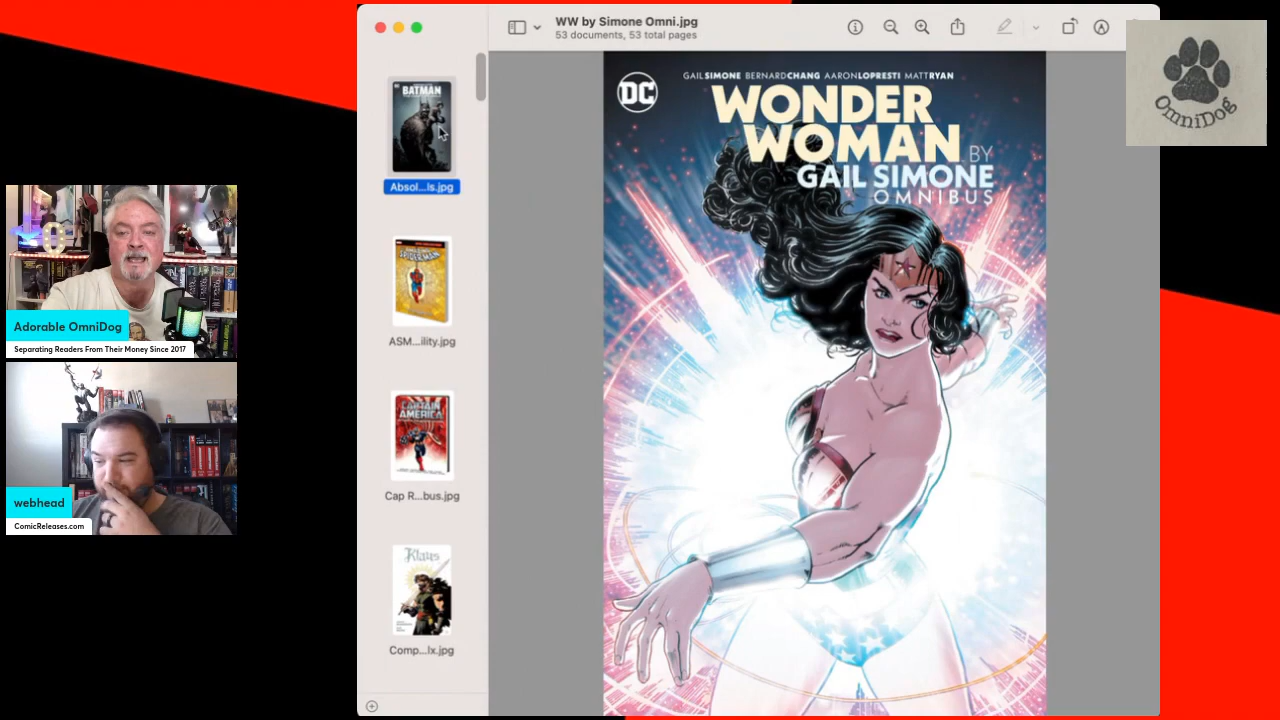 WW by Simone Omni.jpg
53 documents, 53 total pages
BATMAN
Absol...ls.jpg
SPIDER-MAN
ASM...ility.jpg
CAPTAIN
AMERICA
Cap R...bus.jpg
Klaus
Comp...lx.jpg
DC
GAIL SIMONE BERNARD CHANG AARON LOPRESTI MATT RYAN
WONDER
WOMAN BY
GAIL SIMONE
OMNIBUS
OmniDog
Adorable OmniDog
Separating Readers From Their Money Since 2017
webhead
ComicReleases.com